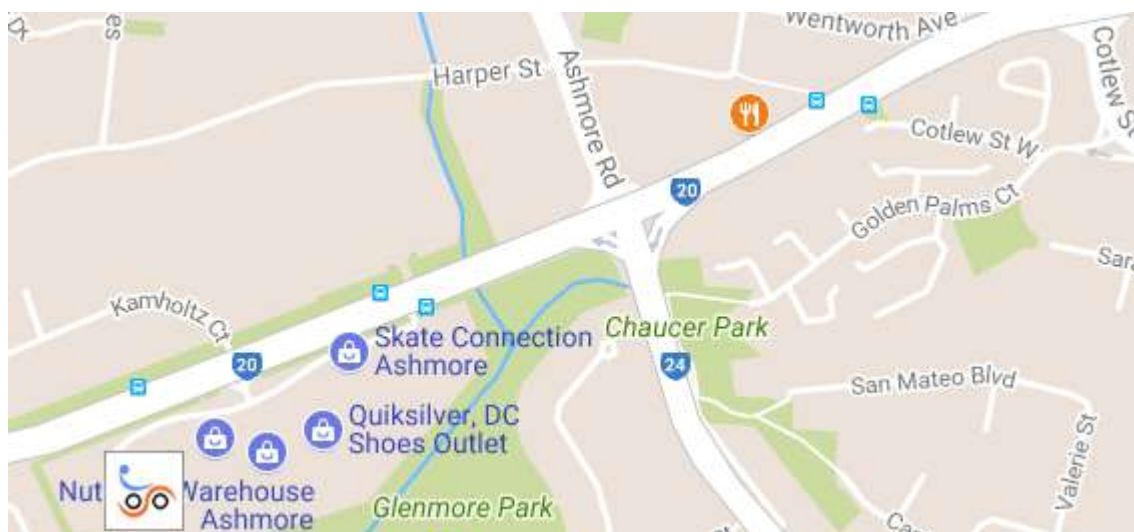 Wentworth Ave
Harper St
Ashmore Rd
Cotlew St
Cotlew St W
20
Golden Palms Ct
Kamholtz Ct
Chaucer Park
Skate Connection
Ashmore
20
24
San Mateo Blvd
Quiksilver, DC
Shoes Outlet
Valerie St
Warehouse
Ashmore
Glenmore Park